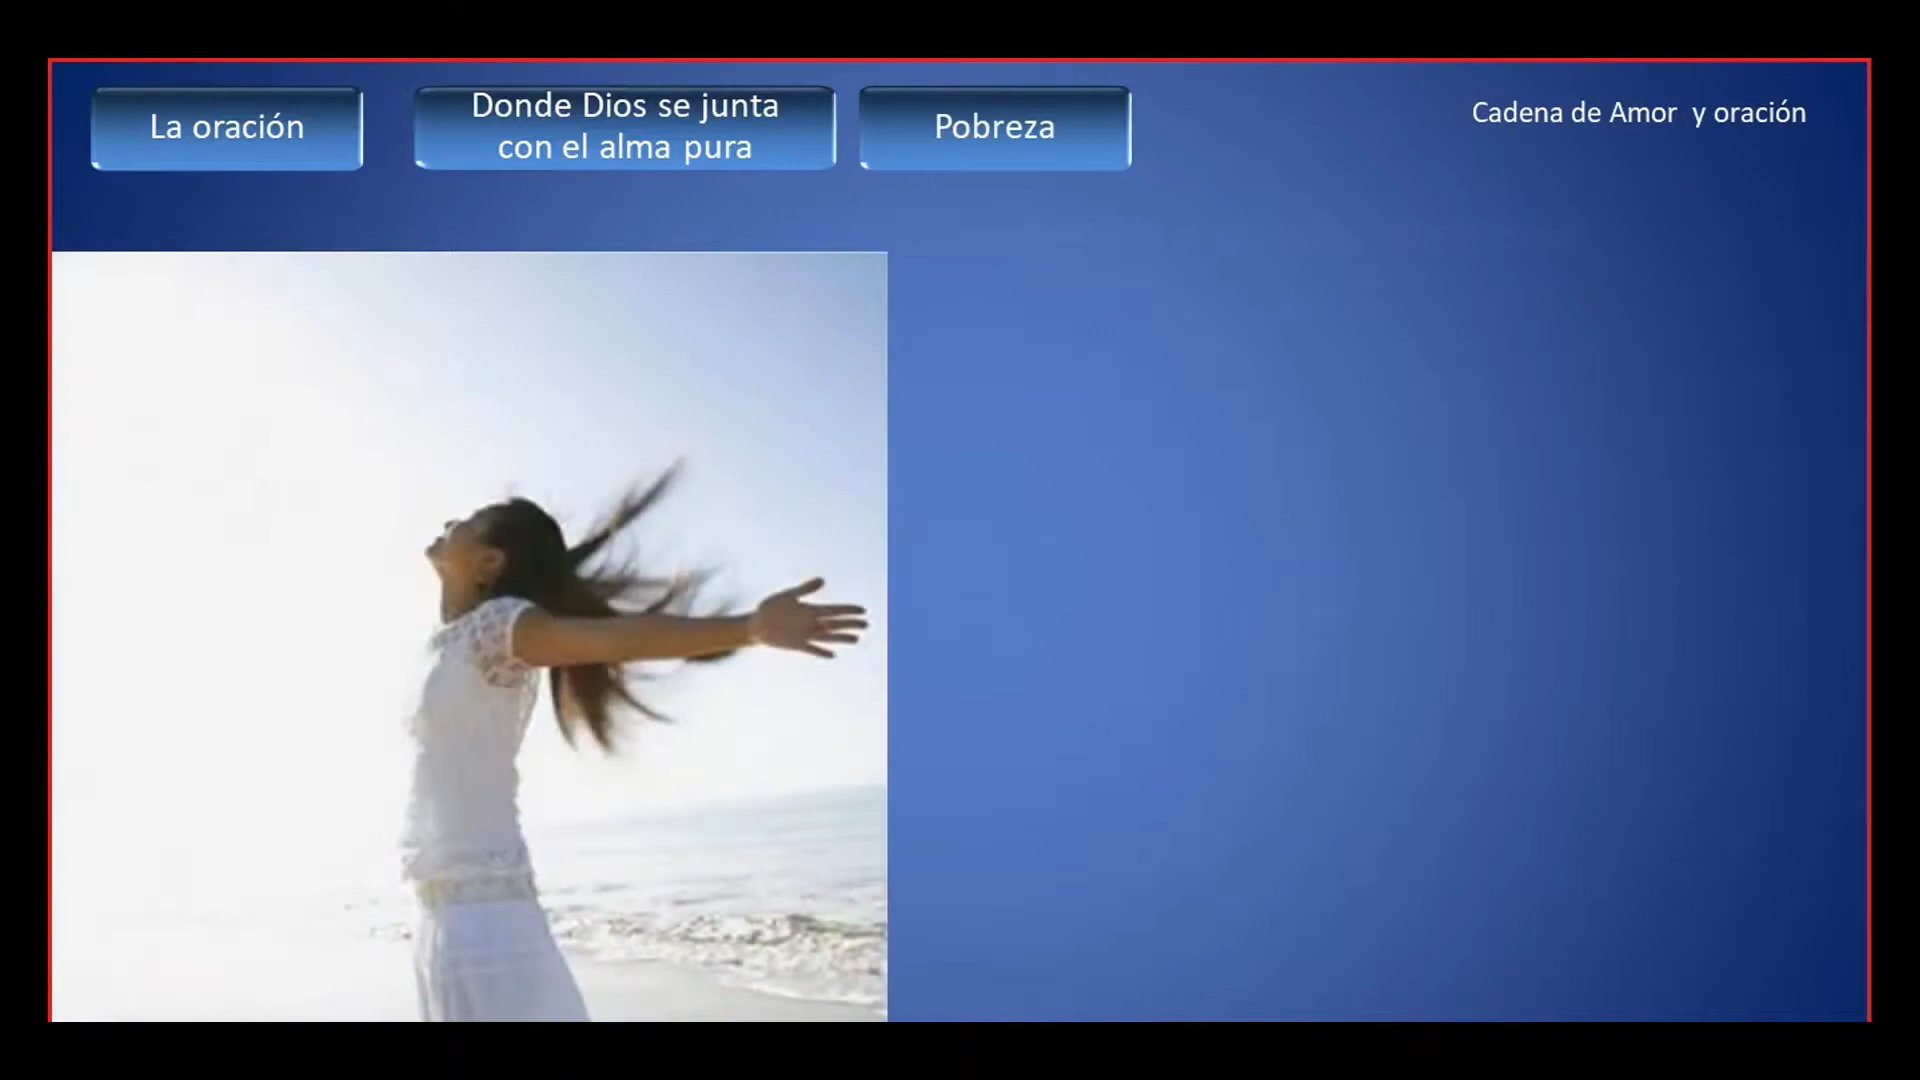 La oración
Donde Dios se junta
con el alma pura
Pobreza
Cadena de Amor  y oración